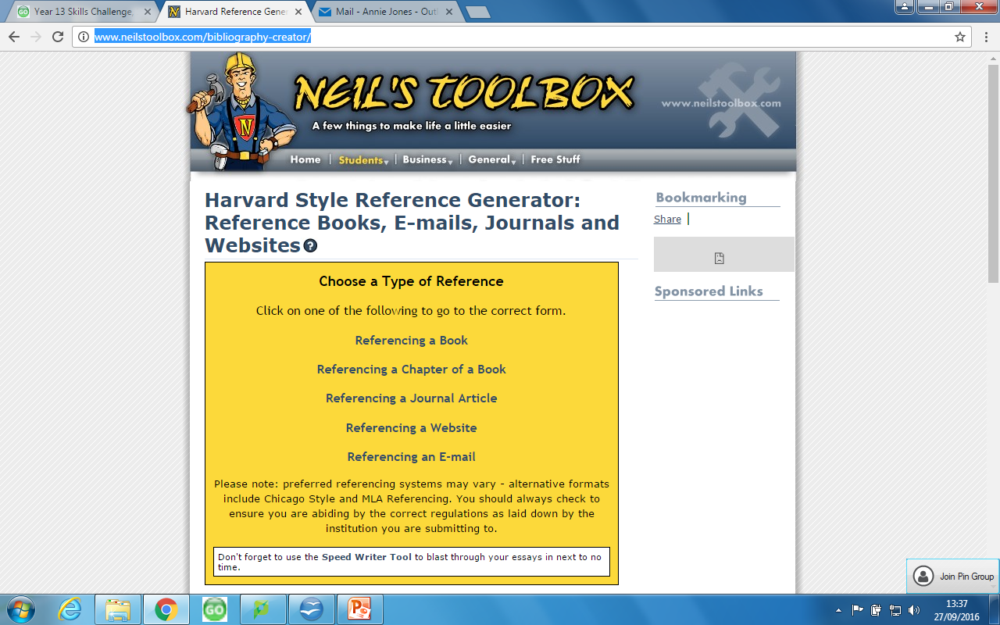 GO Year 13 Skills Challenge,
N Harvard Reference Gene
Mail - Annie Jones - Out
www.neilstoolbox.com/bibliography-creator/
N
NEIL'S TOOLBOX
www.neilstoolbox.com
A few things to make life a little easier
Home | Students | Business | General | Free Stuff
Harvard Style Reference Generator:
Reference Books, E-mails, Journals and
Websites ?
Bookmarking
Share
Sponsored Links
Choose a Type of Reference
Click on one of the following to go to the correct form.
Referencing a Book
Referencing a Chapter of a Book
Referencing a Journal Article
Referencing a Website
Referencing an E-mail
Please note: preferred referencing systems may vary - alternative formats
include Chicago Style and MLA Referencing. You should always check to
ensure you are abiding by the correct regulations as laid down by the
institution you are submitting to.
Don't forget to use the Speed Writer Tool to blast through your essays in next to no
time.
Join Pin Group
GO
P
13:37
27/09/2016